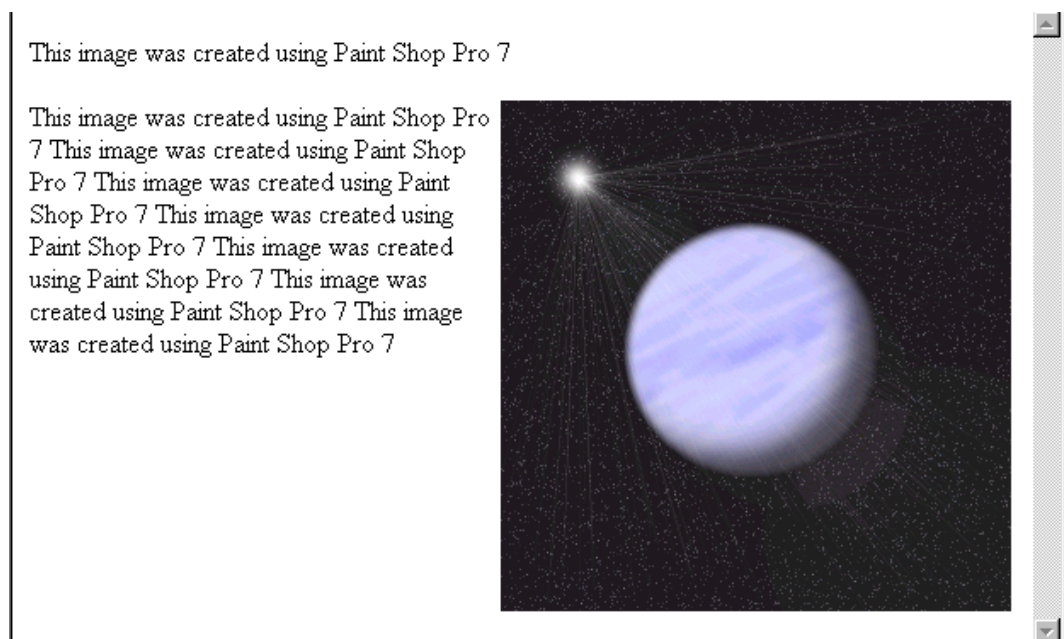 This image was created using Paint Shop Pro 7
This image was created using Paint Shop Pro
7 This image was created using Paint Shop
Pro 7 This image was created using Paint
Shop Pro 7 This image was created using
Paint Shop Pro 7 This image was created
using Paint Shop Pro 7 This image was
created using Paint Shop Pro 7 This image
was created using Paint Shop Pro 7